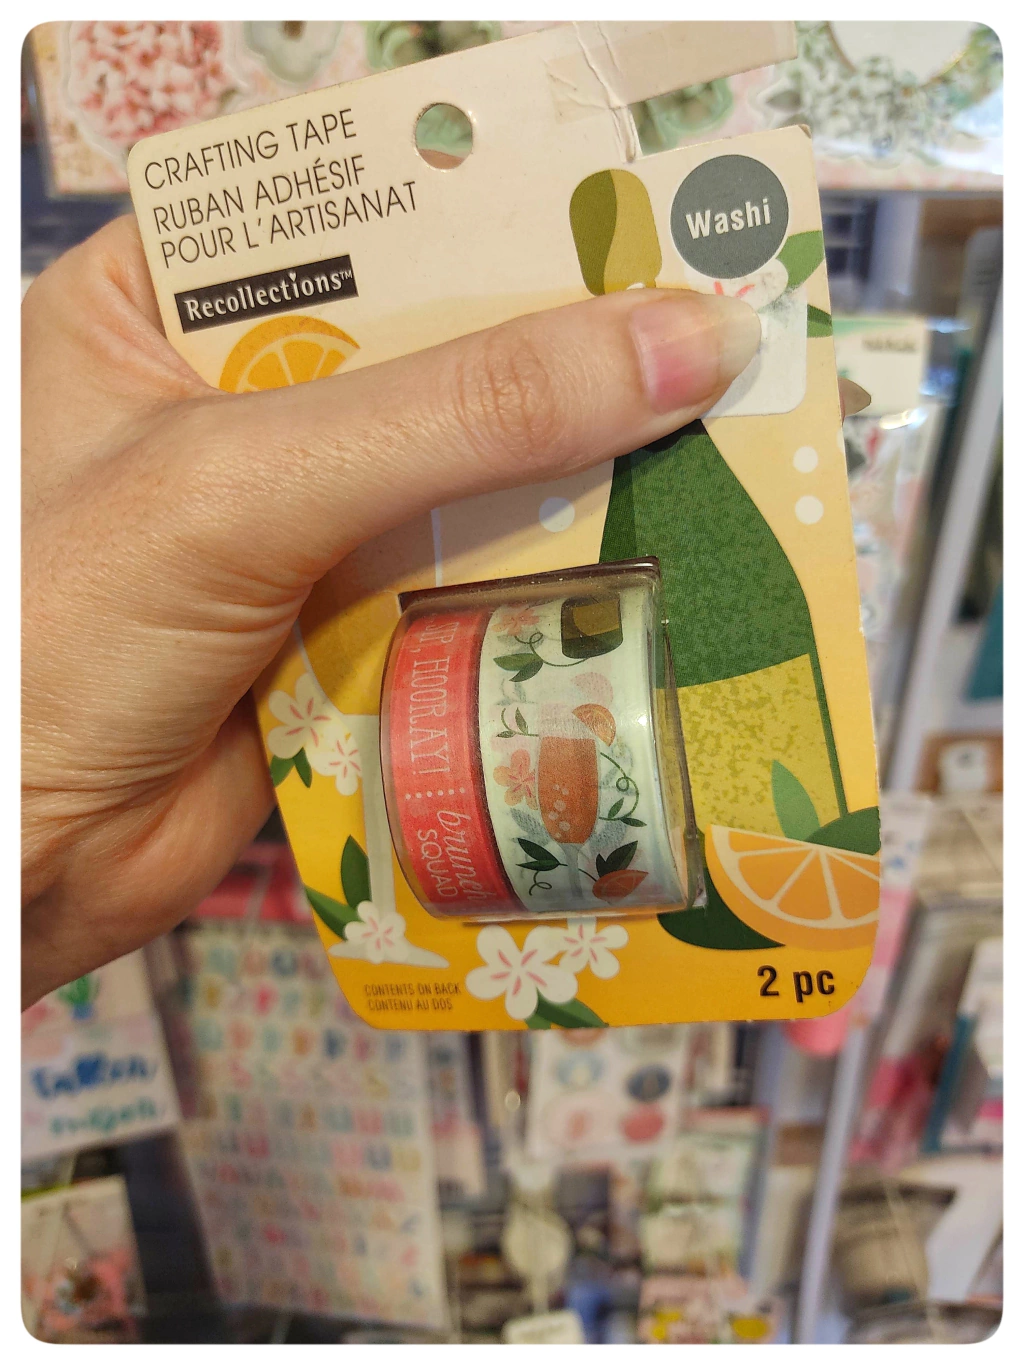 CRAFTING TAPE
RUBAN ADHÉSIF
POUR L'ARTISANAT
Recollections™
Washi
SIP, HOORAY!
brunch
SQUAD
CONTENTS ON BACK
CONTENU AU DOS
2 pc